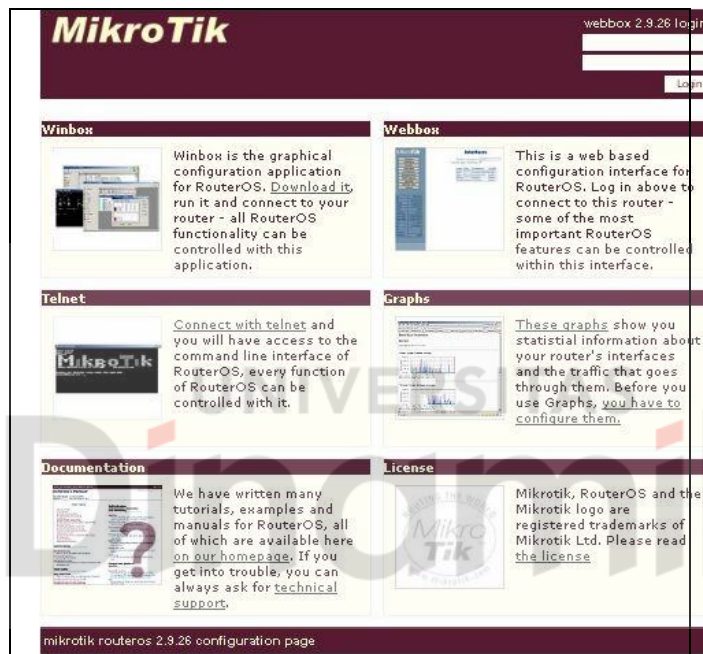 MikroTik
webbox 2.9.26 login
Login
Winbox
Winbox is the graphical
configuration application
for RouterOS. Download it,
run it and connect to your
router - all RouterOS
functionality can be
controlled with this
application.
Webbox
This is a web based
configuration interface for
RouterOS. Log in above to
connect to this router -
some of the most
important RouterOS
features can be controlled
within this interface.
Telnet
MikroTik
Connect with telnet and
you will have access to the
command line interface of
RouterOS, every function
of RouterOS can be
controlled with it.
Graphs
These graphs show you
statistial information about
your router's interfaces
and the traffic that goes
through them. Before you
use Graphs, you have to
configure them.
UNIVERSITAS
Dinami
Documentation
?
We have written many
tutorials, examples and
manuals for RouterOS, all
of which are available here
on our homepage. If you
get into trouble, you can
always ask for technical
support.
License
Mikro
Tik
Mikrotik, RouterOS and the
Mikrotik logo are
registered trademarks of
Mikrotik Ltd. Please read
the license
mikrotik routeros 2.9.26 configuration page